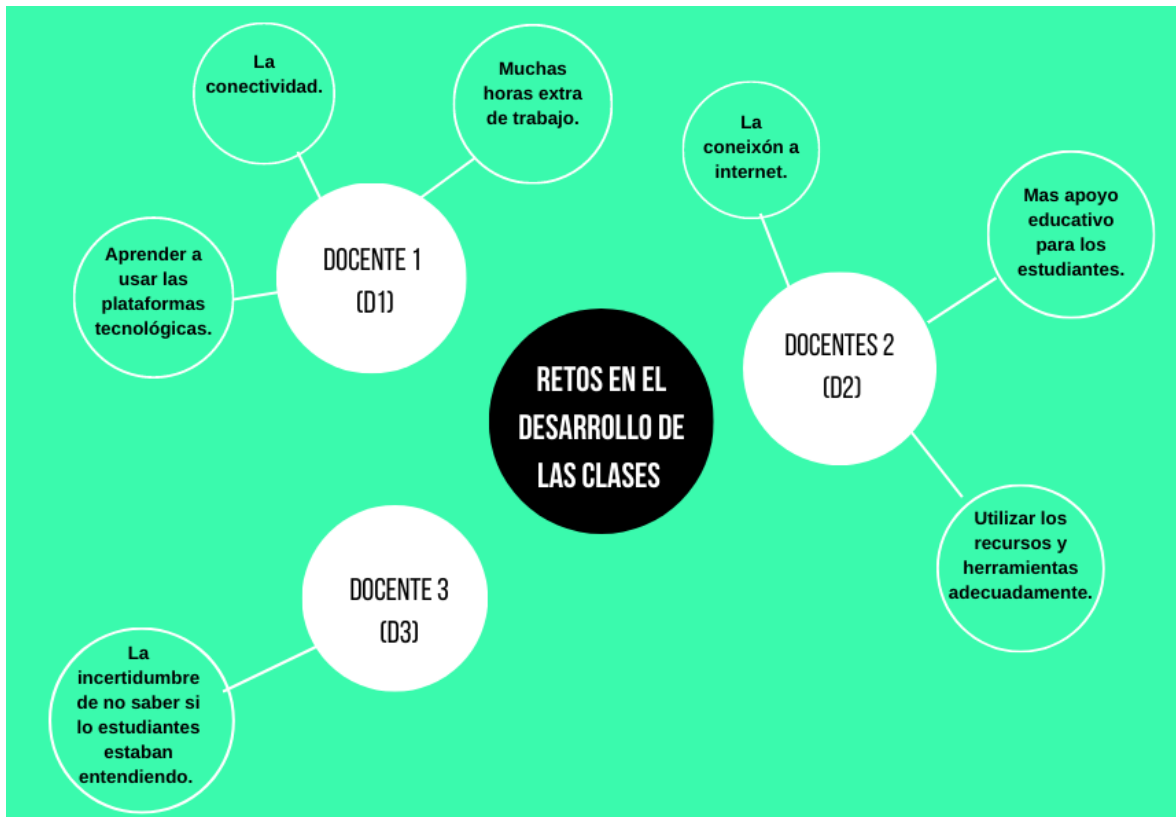 La
conectividad.
Muchas
horas extra
de trabajo.
Aprender a
usar las
plataformas
tecnológicas.
DOCENTE 1
(D1)
La
coneixón a
internet.
Mas apoyo
educativo
para los
estudiantes.
DOCENTES 2
(D2)
Utilizar los
recursos y
herramientas
adecuadamente.
RETOS EN EL
DESARROLLO DE
LAS CLASES
DOCENTE 3
(D3)
La
incertidumbre
de no saber si
lo estudiantes
estaban
entendiendo.